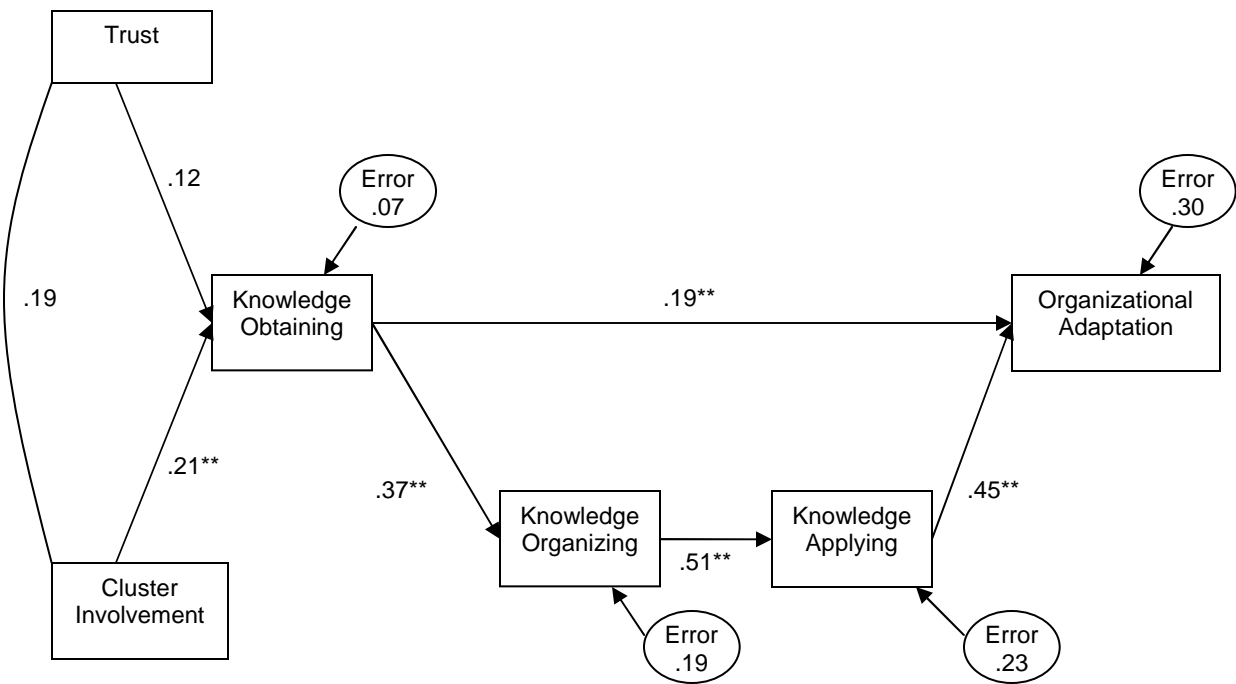 Trust
.12
Error
.07
Error
.30
.19
Knowledge
Obtaining
.19**
Organizational
Adaptation
.21**
.37**
Knowledge
Organizing
.51**
Knowledge
Applying
.45**
Cluster
Involvement
Error
.19
Error
.23